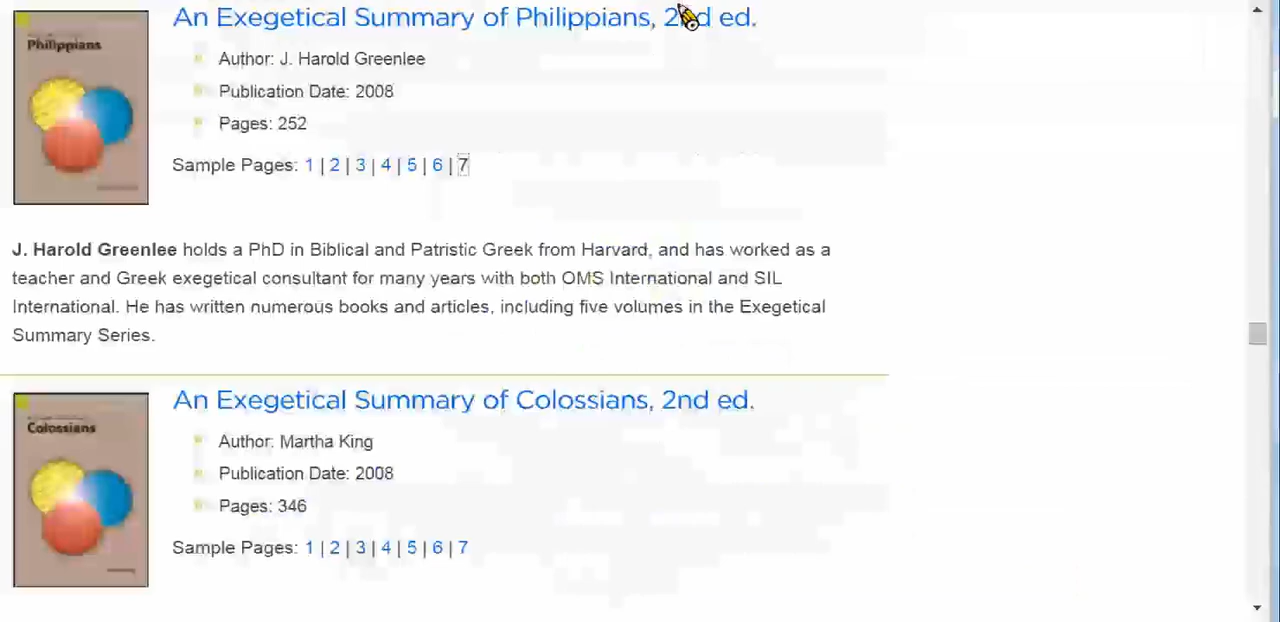 An Exegetical Summary of Philippians, 2nd ed.
Philippians
Author: J. Harold Greenlee
Publication Date: 2008
Pages: 252
Sample Pages: 1 | 2 | 3 | 4 | 5 | 6 | 7
J. Harold Greenlee holds a PhD in Biblical and Patristic Greek from Harvard, and has worked as a
teacher and Greek exegetical consultant for many years with both OMS International and SIL
International. He has written numerous books and articles, including five volumes in the Exegetical
Summary Series.
An Exegetical Summary of Colossians, 2nd ed.
Colossians
Author: Martha King
Publication Date: 2008
Pages: 346
Sample Pages: 1 | 2 | 3 | 4 | 5 | 6 | 7